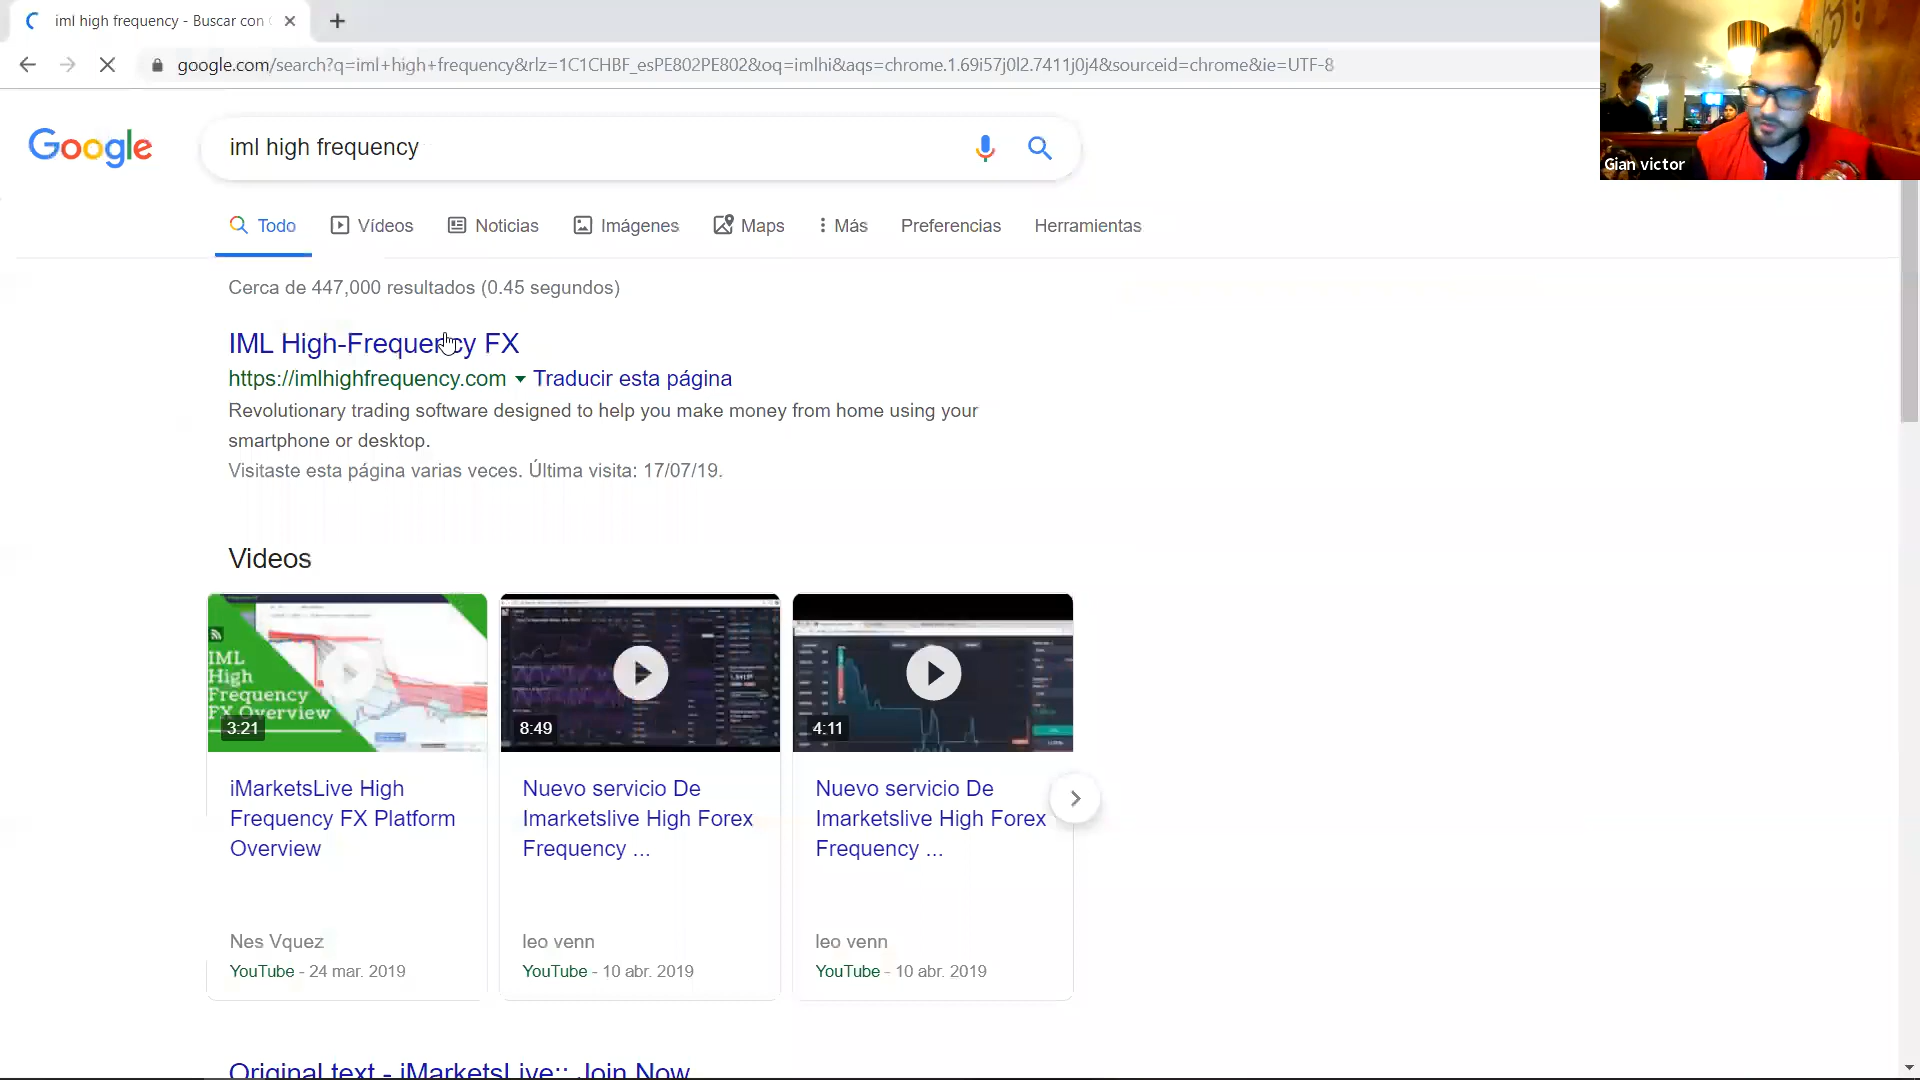 iml high frequency - Buscar con
google.com/search?q=iml+high+frequency&rlz=1C1CHBF_esPE802PE802&oq=imlhi&aqs=chrome.1.69i57j0l2.7411j0j4&sourceid=chrome&ie=UTF-8
Gian victor
Google
iml high frequency
Todo
Vídeos
Noticias
Imágenes
Maps
Más
Preferencias
Herramientas
Cerca de 447,000 resultados (0.45 segundos)
IML High-Frequency FX
https://imlhighfrequency.com
Traducir esta página
Revolutionary trading software designed to help you make money from home using your
smartphone or desktop.
Visitaste esta página varias veces. Última visita: 17/07/19.
Videos
IML
High
Frequency
FX Overview
3:21
8:49
4:11
iMarketsLive High
Frequency FX Platform
Overview
Nes Vquez
YouTube - 24 mar. 2019
Nuevo servicio De
Imarketslive High Forex
Frequency ...
leo venn
YouTube - 10 abr. 2019
Nuevo servicio De
Imarketslive High Forex
Frequency ...
leo venn
YouTube - 10 abr. 2019
Original text - iMarketsLive:: Join Now